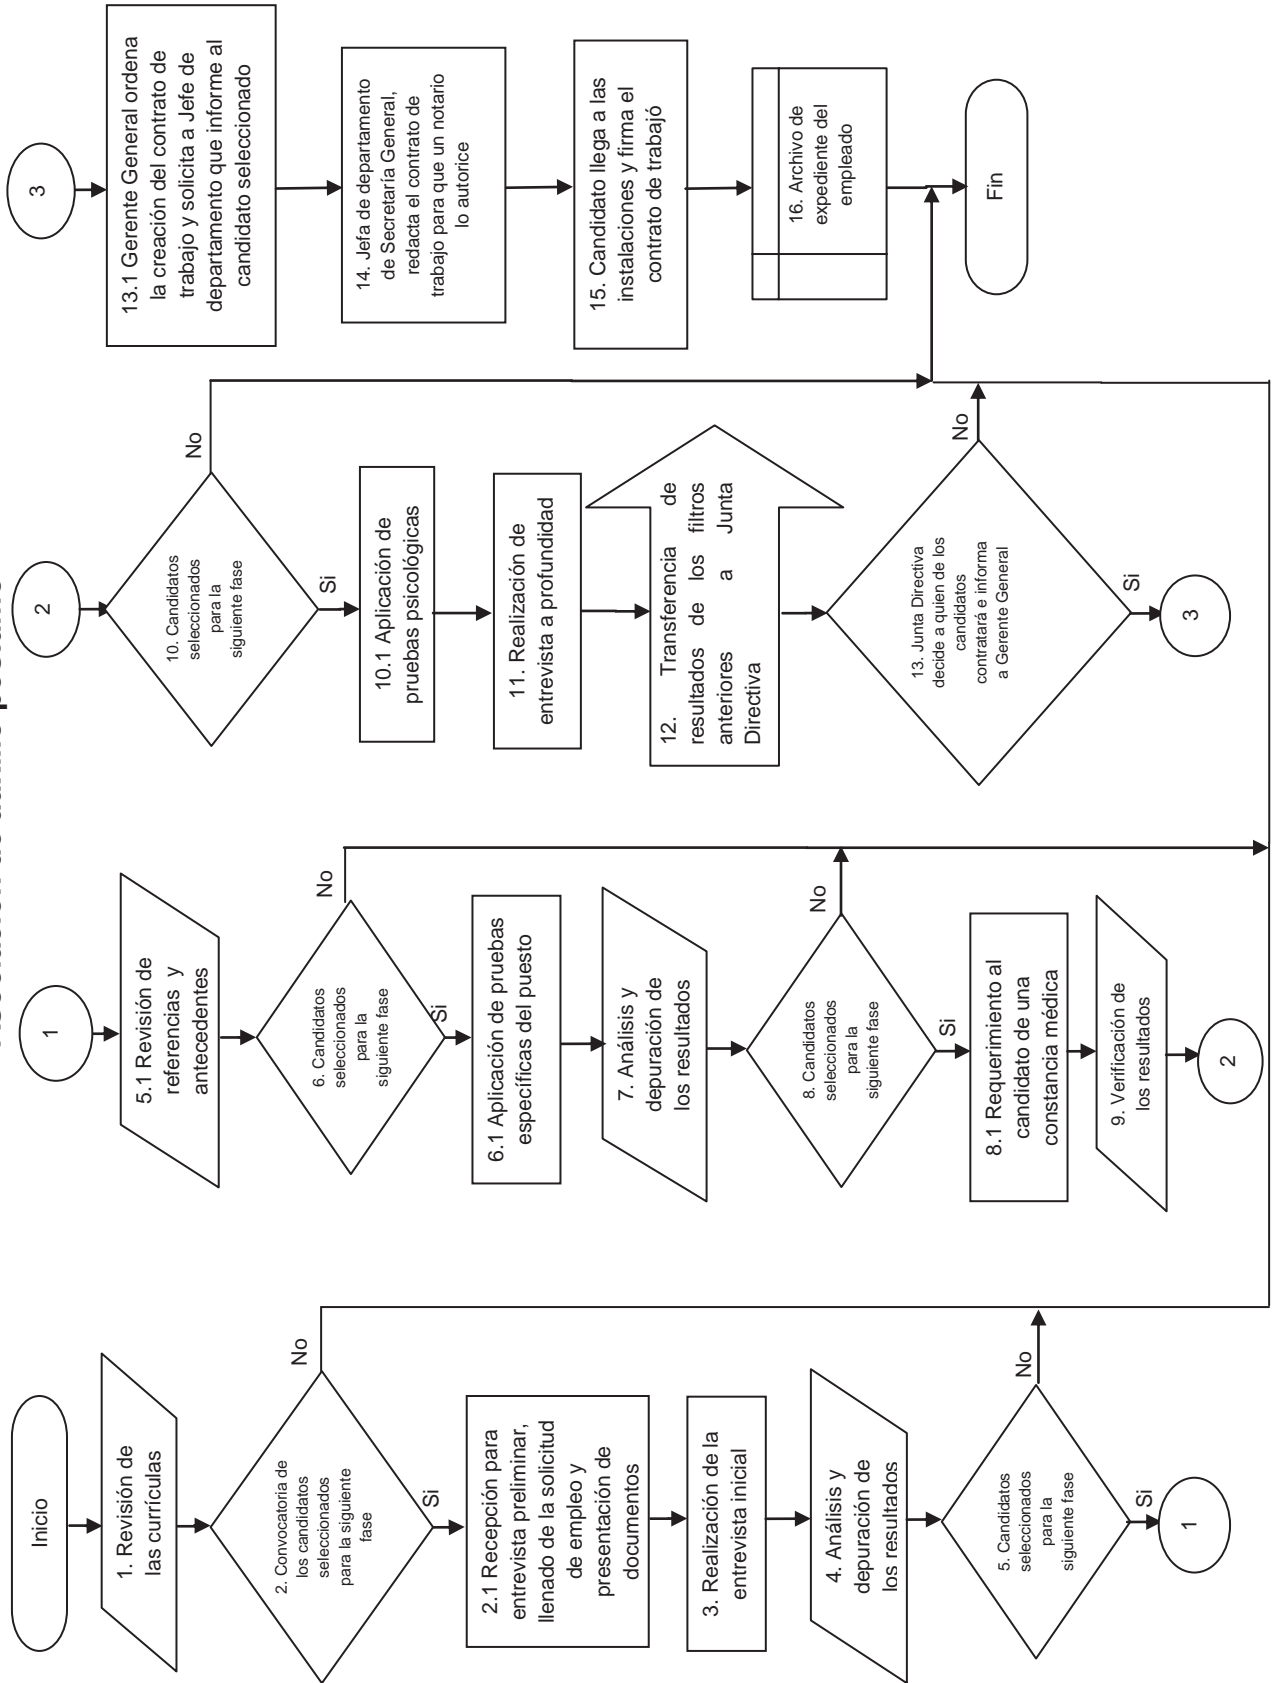 Inicio
1. Revisión de
las currículas
2. Convocatoria de
los candidatos
seleccionados
para la siguiente
fase
No
Si
2.1 Recepción para
entrevista preliminar,
llenado de la solicitud
de empleo y
presentación de
documentos
3. Realización de la
entrevista inicial
4. Análisis y
depuración de
los resultados
5. Candidatos
seleccionados
para la
siguiente fase
No
Si
1
1
5.1 Revisión de
referencias y
antecedentes
6. Candidatos
seleccionados
para la
siguiente fase
No
Si
6.1 Aplicación de pruebas
específicas del puesto
7. Análisis y
depuración de
los resultados
8. Candidatos
seleccionados
para la
siguiente fase
No
Si
8.1 Requerimiento al
candidato de una
constancia médica
9. Verificación de
los resultados
2
2
10. Candidatos
seleccionados
para la
siguiente fase
No
Si
10.1 Aplicación de
pruebas psicológicas
11. Realización de
entrevista a profundidad
12. Transferencia de
resultados de los filtros
anteriores a Junta
Directiva
13. Junta Directiva
decide a quien de los
candidatos
contratará e informa
a Gerente General
No
Si
3
3
13.1 Gerente General ordena
la creación del contrato de
trabajo y solicita a Jefe de
departamento que informe al
candidato seleccionado
14. Jefa de departamento
de Secretaría General,
redacta el contrato de
trabajo para que un notario
lo autorice
15. Candidato llega a las
instalaciones y firma el
contrato de trabajó
16. Archivo de
expediente del
empleado
Fin